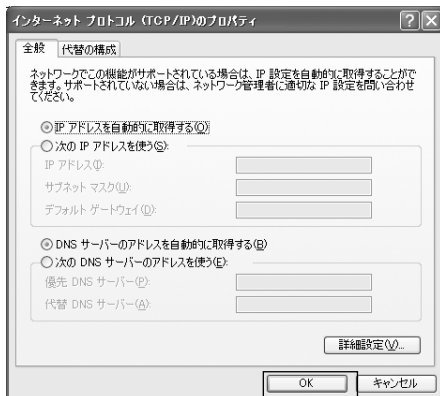 インターネット プロトコル (TCP/IP)のプロパティ
全般
代替の構成
ネットワークでこの機能がサポートされている場合は、IP 設定を自動的に取得することがで
きます。サポートされていない場合は、ネットワーク管理者に適切な IP 設定を問い合わせ
てください。
IP アドレスを自動的に取得する(O)
次の IP アドレスを使う(S):
IP アドレス(I):
サブネット マスク(U):
デフォルト ゲートウェイ(D):
DNS サーバーのアドレスを自動的に取得する(B)
次の DNS サーバーのアドレスを使う(E):
優先 DNS サーバー(P):
代替 DNS サーバー(A):
詳細設定(V)...
OK
キャンセル